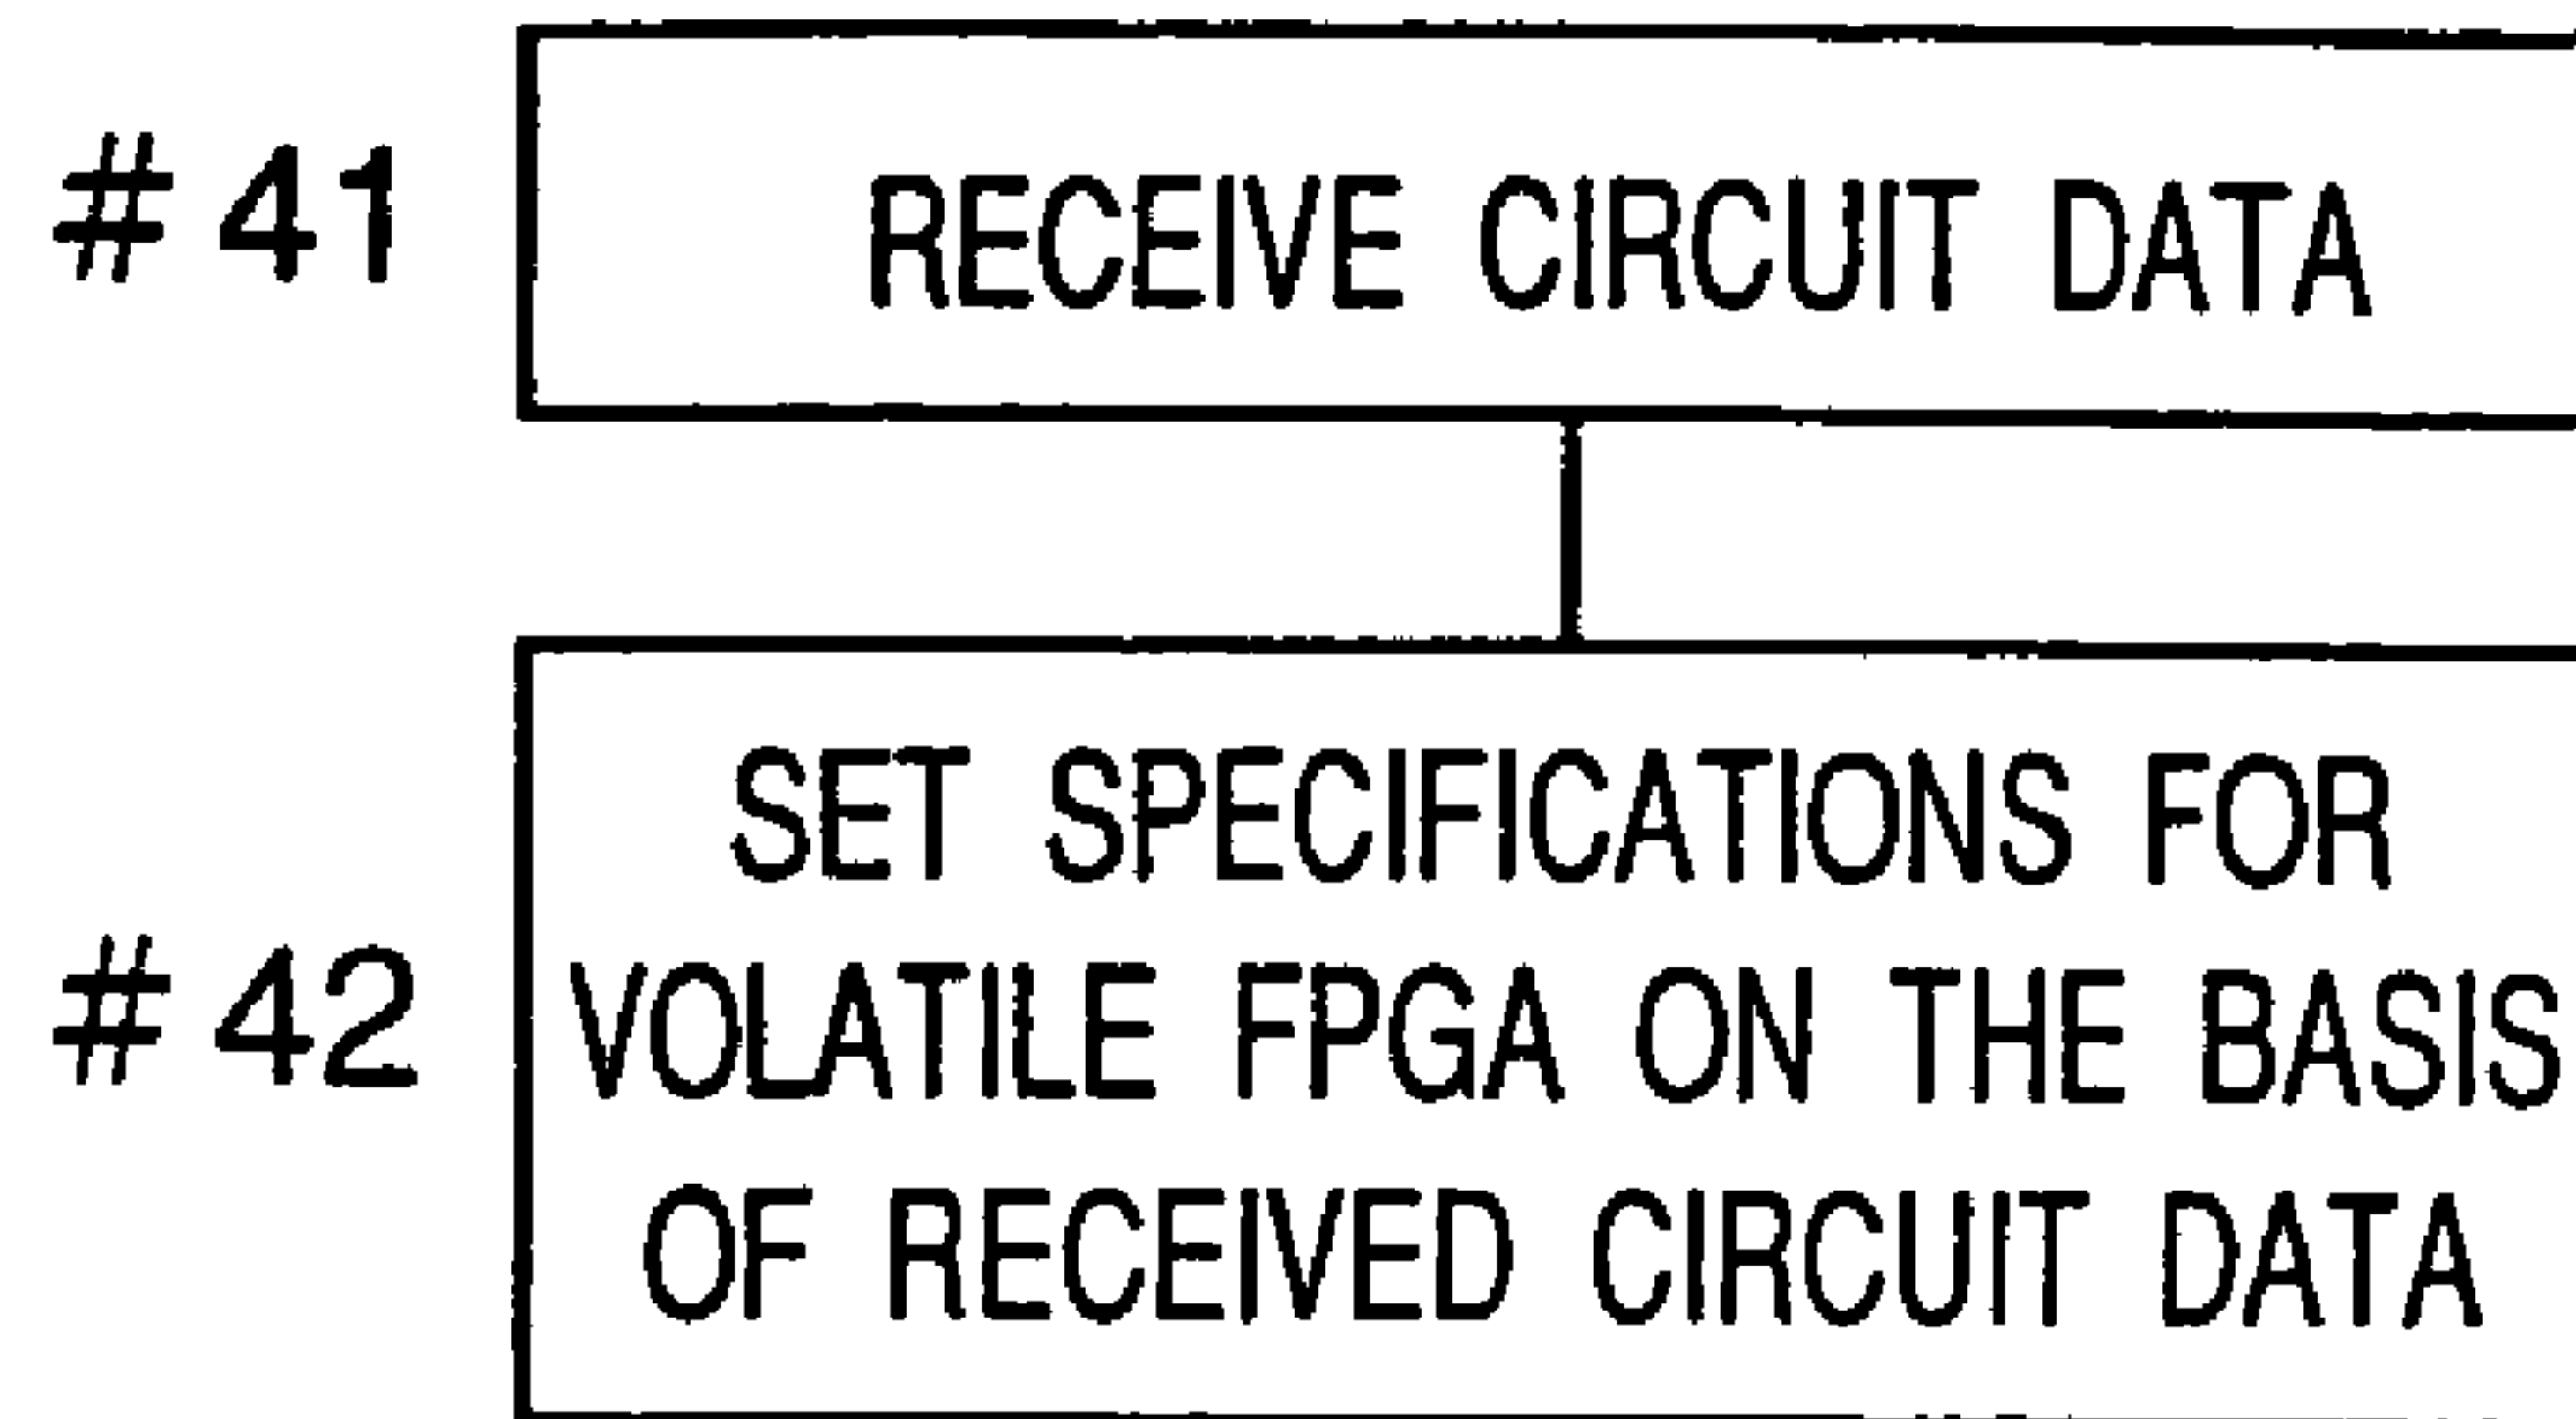 #41
RECEIVE CIRCUIT DATA
#42
SET SPECIFICATIONS FOR
VOLATILE FPGA ON THE BASIS
OF RECEIVED CIRCUIT DATA